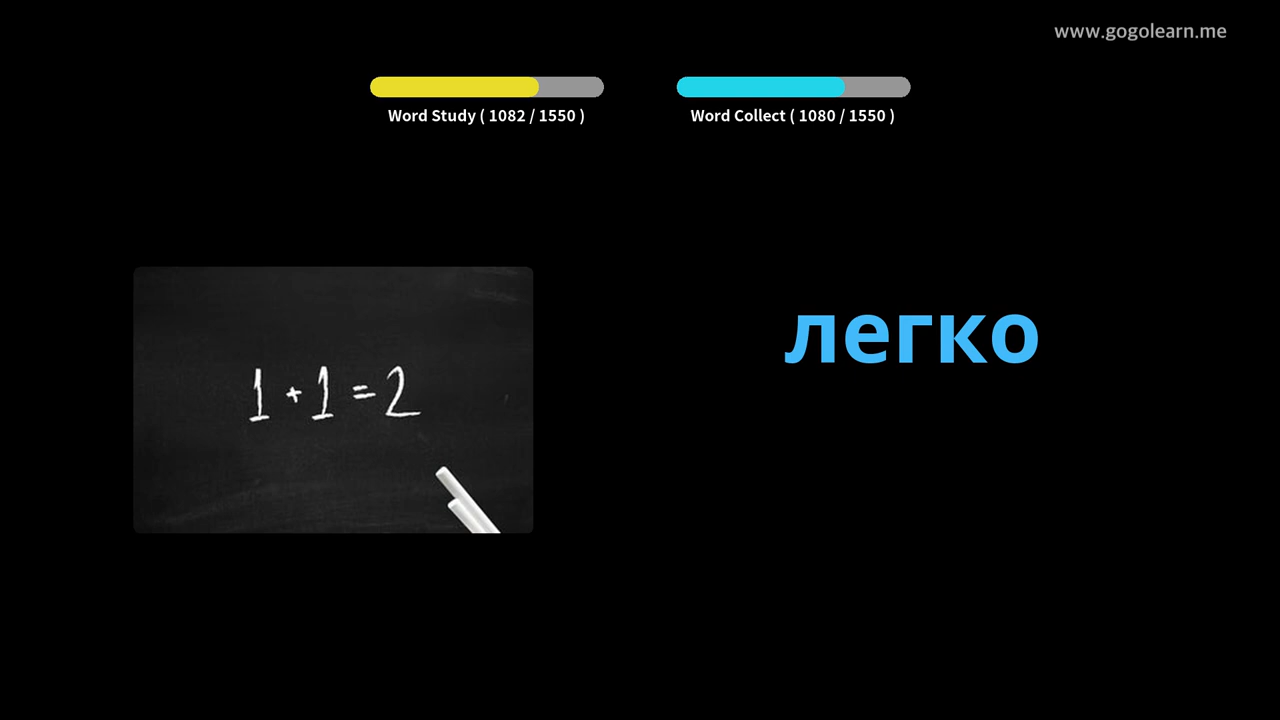 www.gogolearn.me
Word Study ( 1082 / 1550 )
Word Collect ( 1080 / 1550 )
легко
1 + 1 = 2